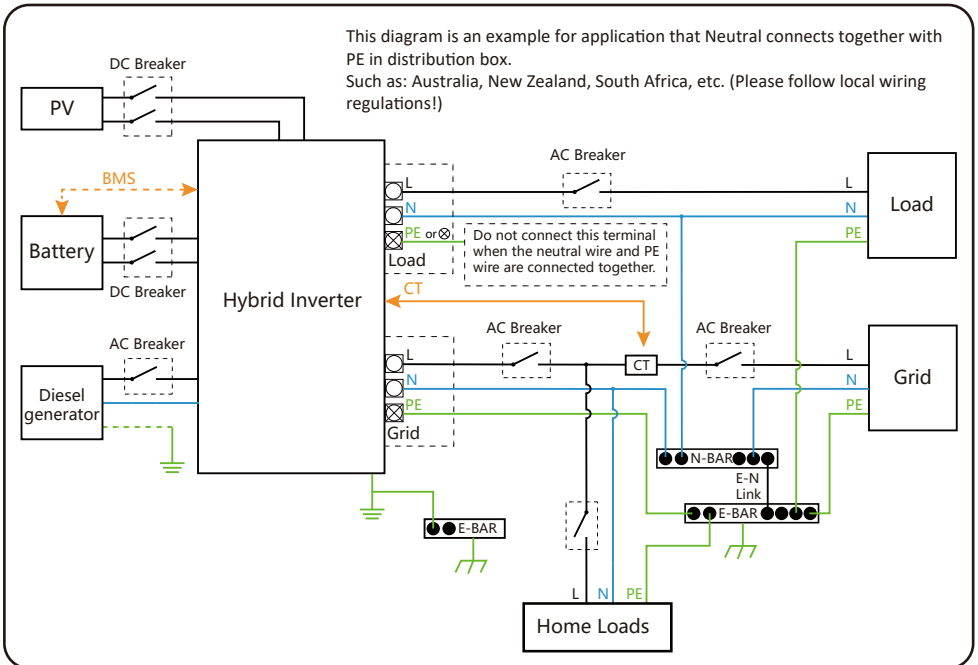 This diagram is an example for application that Neutral connects together with
PE in distribution box.
Such as: Australia, New Zealand, South Africa, etc. (Please follow local wiring
regulations!)
DC Breaker
PV
BMS
Battery
DC Breaker
AC Breaker
Diesel
generator
Hybrid Inverter
L
N
PE or
Load
Do not connect this terminal
when the neutral wire and PE
wire are connected together.
AC Breaker
L
N
PE
Load
CT
AC Breaker
CT
AC Breaker
L
N
PE
Grid
L
N
PE
Grid
N-BAR
E-N
Link
E-BAR
E-BAR
L
N
PE
Home Loads